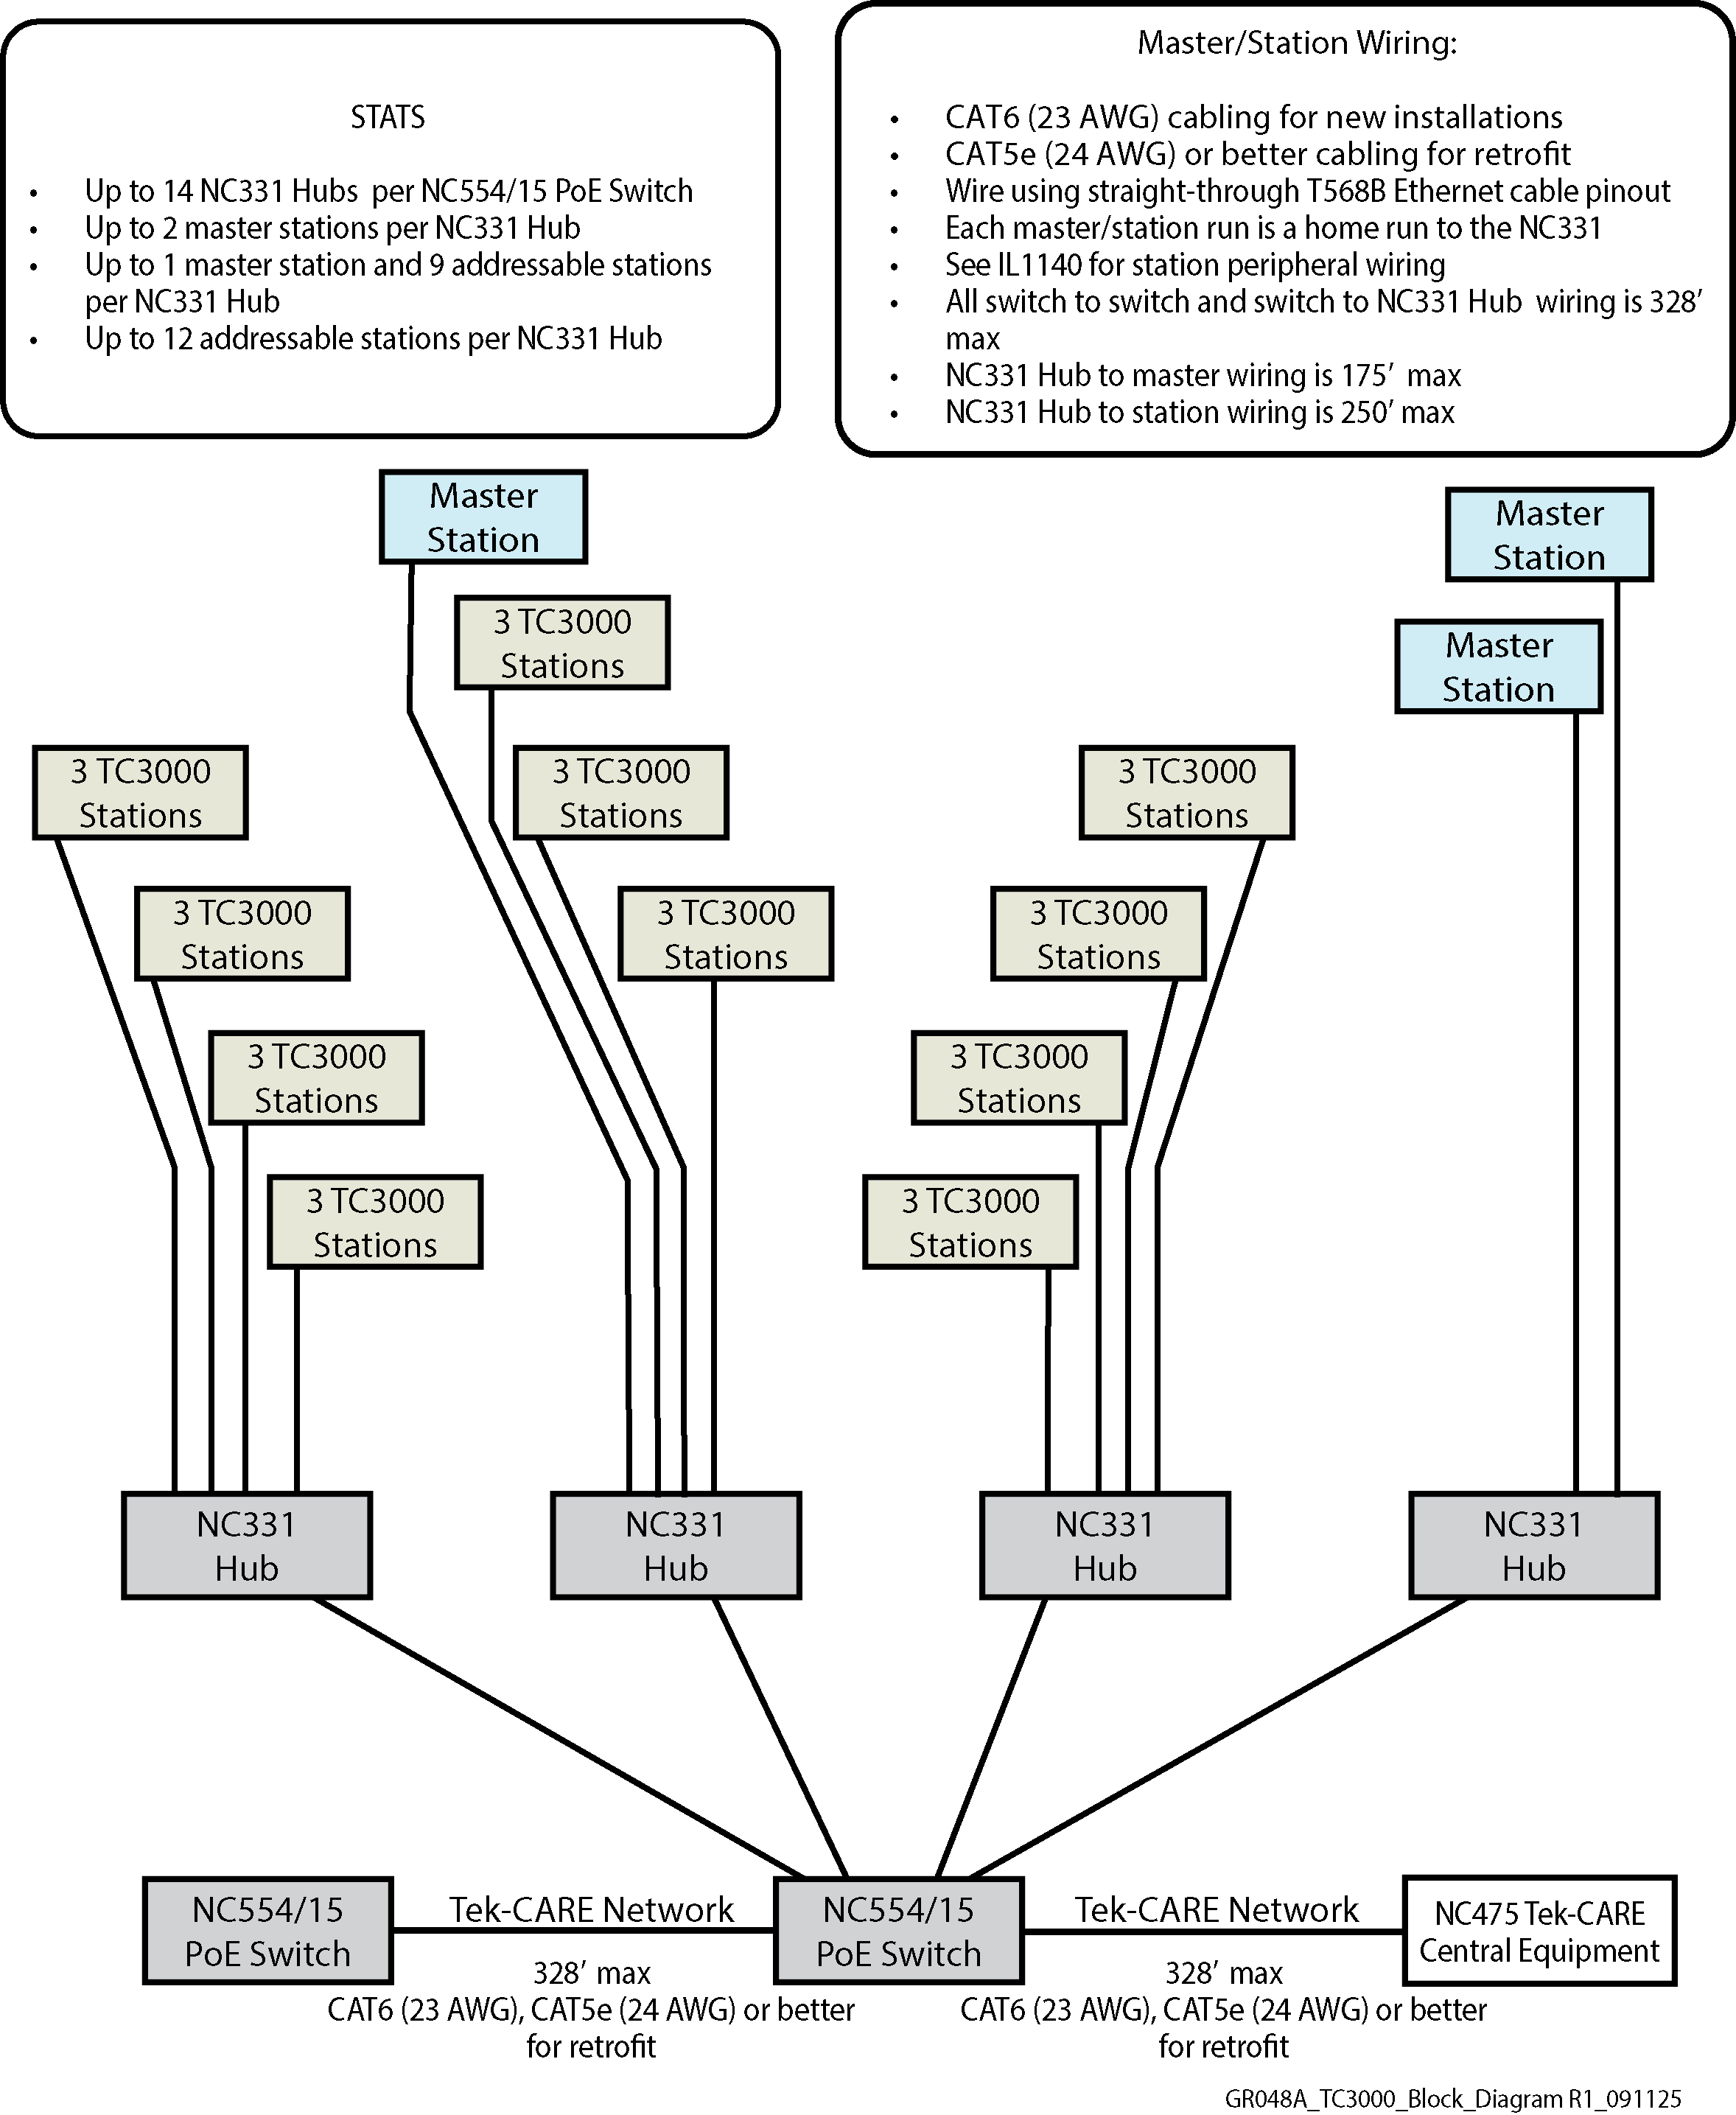 STATS
• Up to 14 NC331 Hubs  per NC554/15 PoE Switch
• Up to 2 master stations per NC331 Hub
• Up to 1 master station and 9 addressable stations
per NC331 Hub
• Up to 12 addressable stations per NC331 Hub
Master/Station Wiring:
• CAT6 (23 AWG) cabling for new installations
• CAT5e (24 AWG) or better cabling for retrofit
• Wire using straight-through T568B Ethernet cable pinout
• Each master/station run is a home run to the NC331
• See IL1140 for station peripheral wiring
• All switch to switch and switch to NC331 Hub  wiring is 328’
max
• NC331 Hub to master wiring is 175’  max
• NC331 Hub to station wiring is 250’ max
Master
Station
Master
Station
3 TC3000
Stations
Master
Station
3 TC3000
Stations
3 TC3000
Stations
3 TC3000
Stations
3 TC3000
Stations
3 TC3000
Stations
3 TC3000
Stations
3 TC3000
Stations
3 TC3000
Stations
3 TC3000
Stations
3 TC3000
Stations
NC331
Hub
NC331
Hub
NC331
Hub
NC331
Hub
NC554/15
PoE Switch
Tek-CARE Network
328’ max
CAT6 (23 AWG), CAT5e (24 AWG) or better
for retrofit
NC554/15
PoE Switch
Tek-CARE Network
328’ max
CAT6 (23 AWG), CAT5e (24 AWG) or better
for retrofit
NC475 Tek-CARE
Central Equipment
GR048A_TC3000_Block_Diagram R1_091125